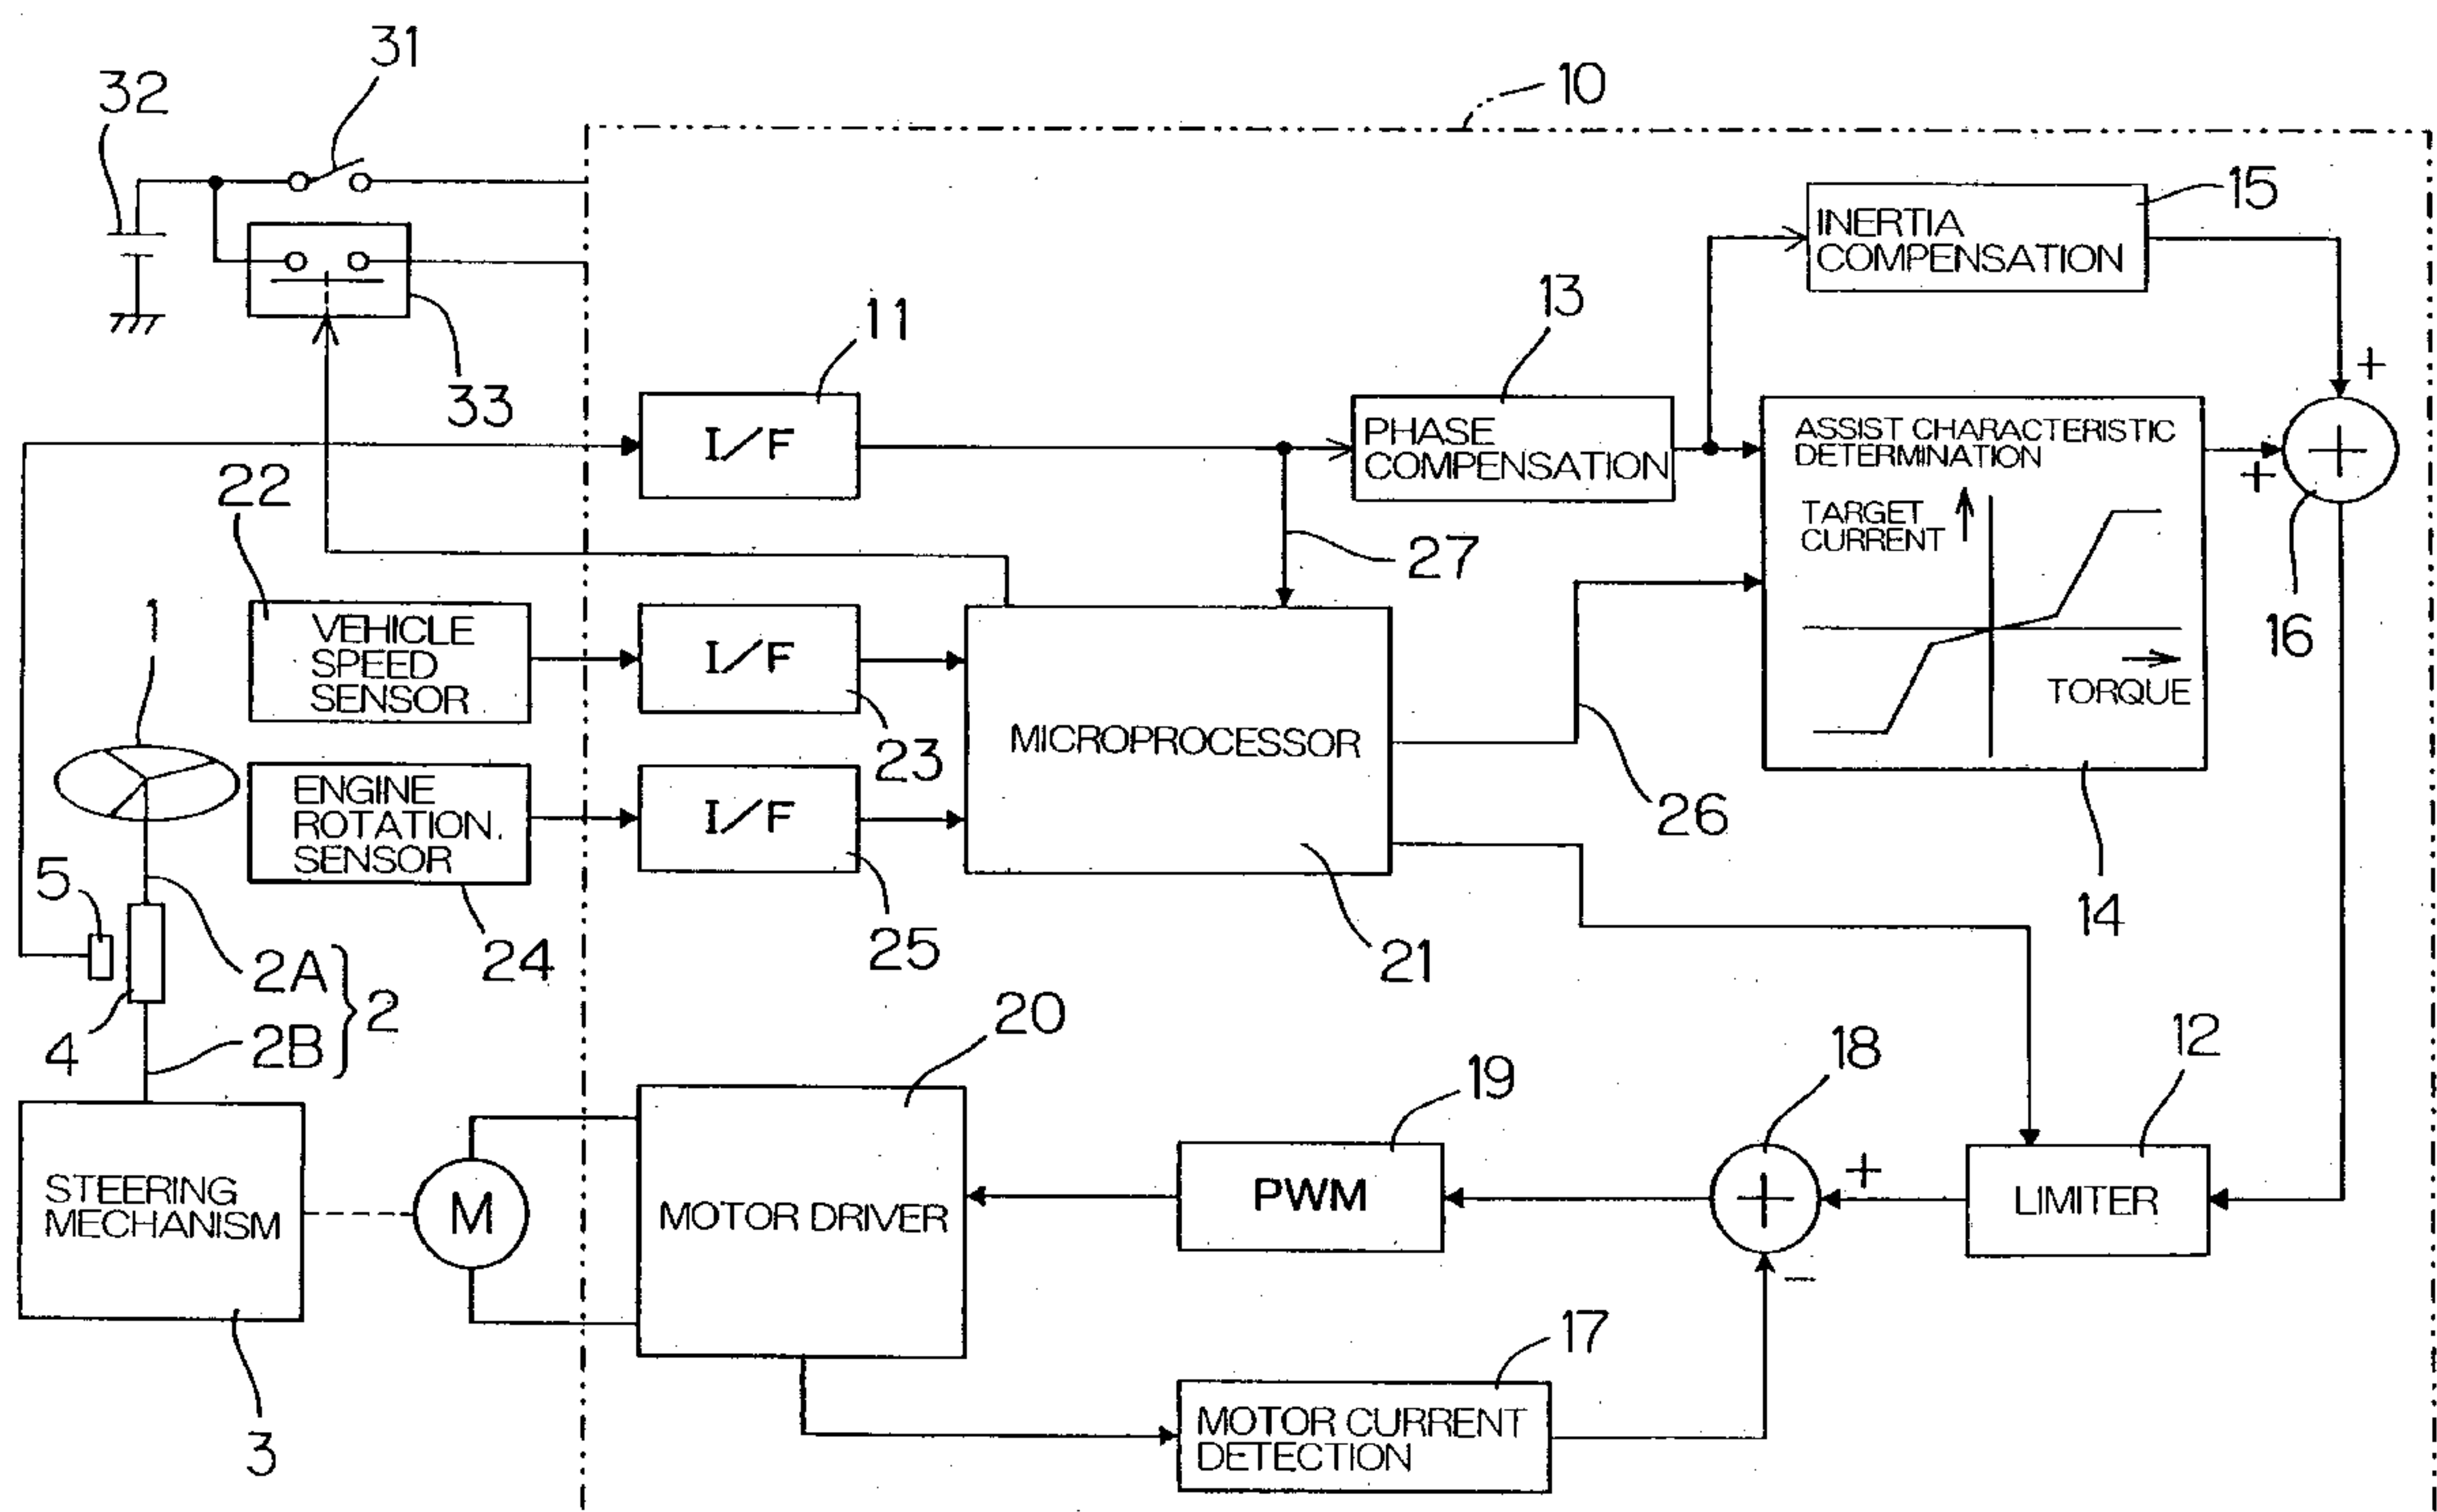 31
32
10
15
INERTIA
COMPENSATION
13
11
33
+
I/F
PHASE
COMPENSATION
ASSIST CHARACTERISTIC
DETERMINATION
+
+
22
TARGET
CURRENT
27
16
1
VEHICLE
SPEED
SENSOR
I/F
TORQUE
MICROPROCESSOR
23
ENGINE
ROTATION.
SENSOR
I/F
26
5
14
2A
2
24
25
21
4
2B
20
18
12
19
STEERING
MECHANISM
M
MOTOR DRIVER
PWM
+
+
LIMITER
−
17
MOTOR CURRENT
DETECTION
3